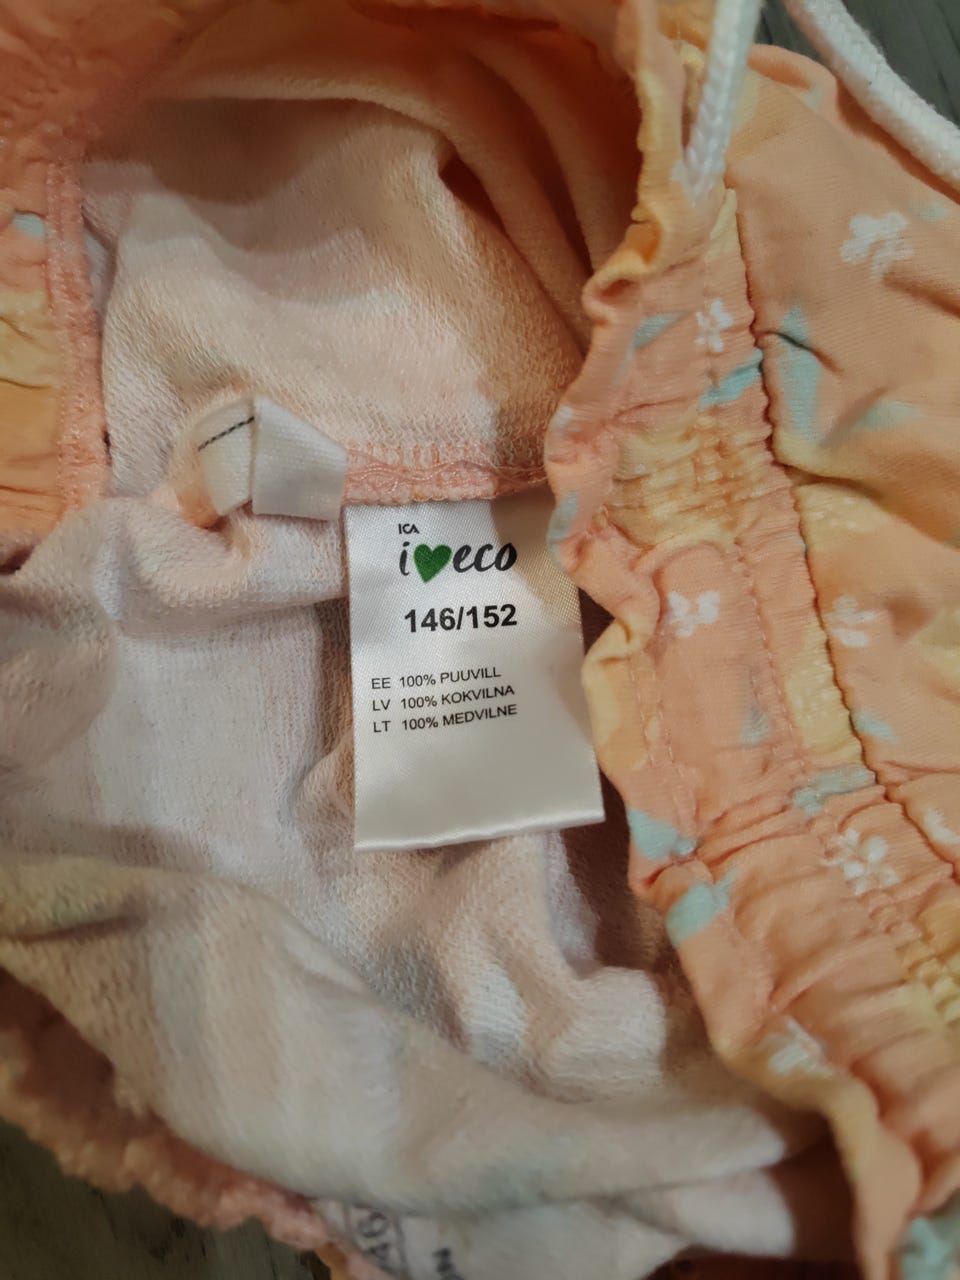 ICA
i♥eco
146/152
EE 100% PUUVILL
LV 100% KOKVILNA
LT 100% MEDVILNE